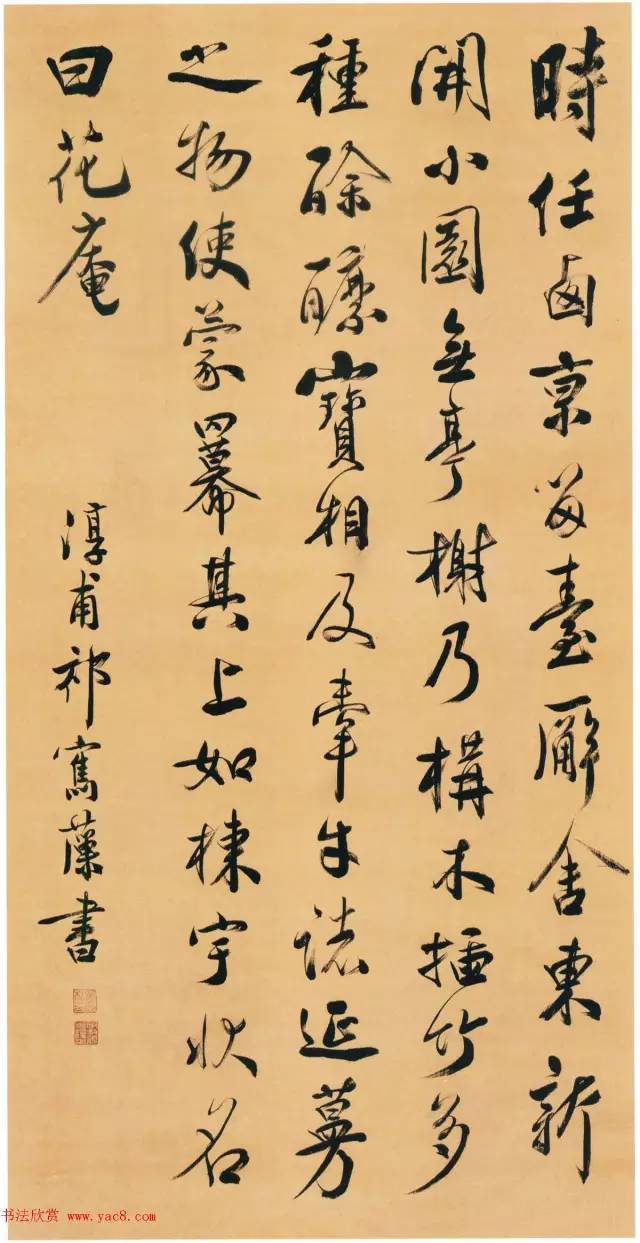 時任西京留臺廨舍東新
開小園無亭榭乃構木插竹多
種酴醿寶相及牽牛諸延蔓
之物使蒙冪其上如棟宇狀名
曰花庵
淳甫祁寯藻書
书法欣赏 www.yac8.com